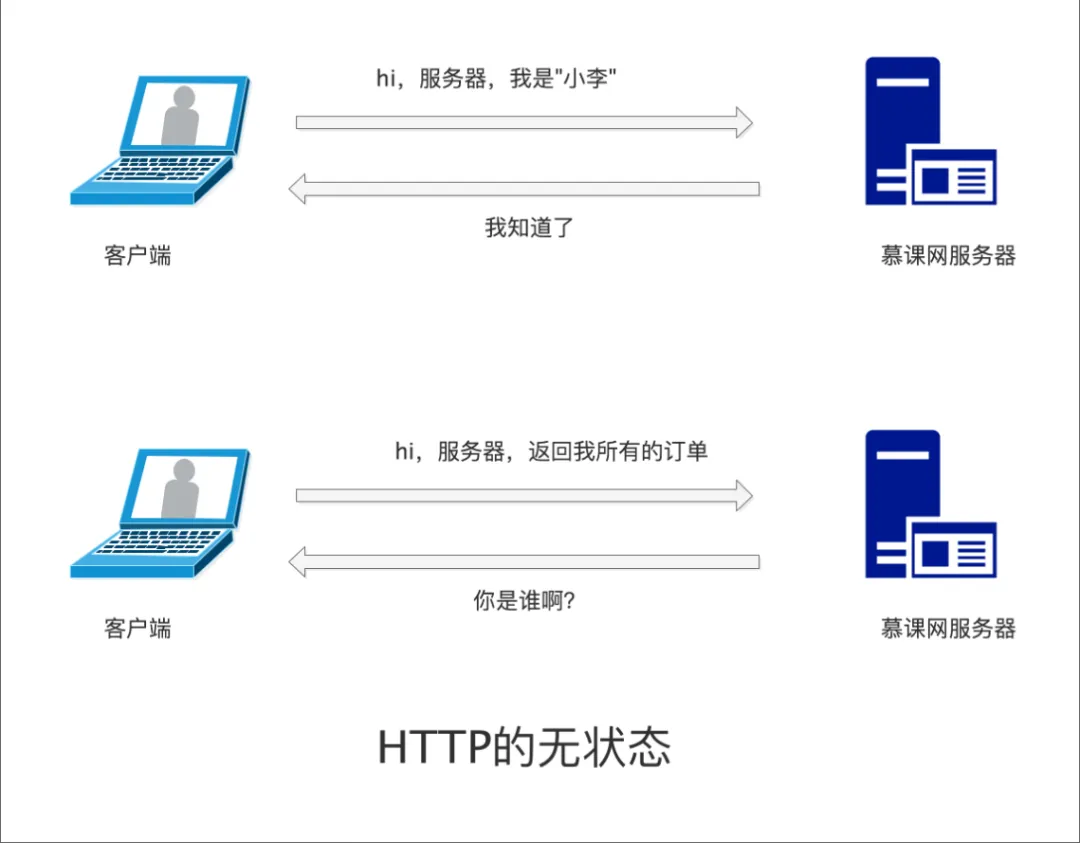 hi，服务器，我是"小李"
我知道了
客户端
慕课网服务器
hi，服务器，返回我所有的订单
你是谁啊?
客户端
慕课网服务器
HTTP的无状态